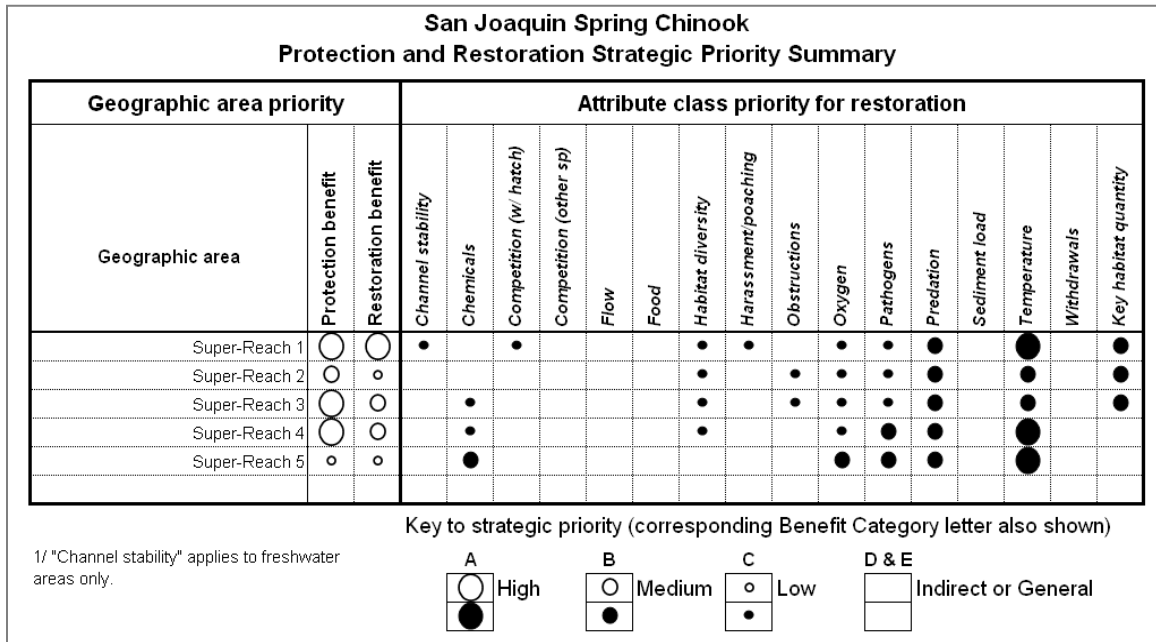 San Joaquin Spring Chinook
Protection and Restoration Strategic Priority Summary
Geographic area priority
Attribute class priority for restoration
Geographic area
Protection benefit
Restoration benefit
Channel stability
Chemicals
Competition (w/ hatch)
Competition (other sp)
Flow
Food
Habitat diversity
Harassment/poaching
Obstructions
Oxygen
Pathogens
Predation
Sediment load
Temperature
Withdrawals
Key habitat quantity
Super-Reach 1
Super-Reach 2
Super-Reach 3
Super-Reach 4
Super-Reach 5
Key to strategic priority (corresponding Benefit Category letter also shown)
1/ "Channel stability" applies to freshwater
areas only.
A B C D & E
High Medium Low Indirect or General